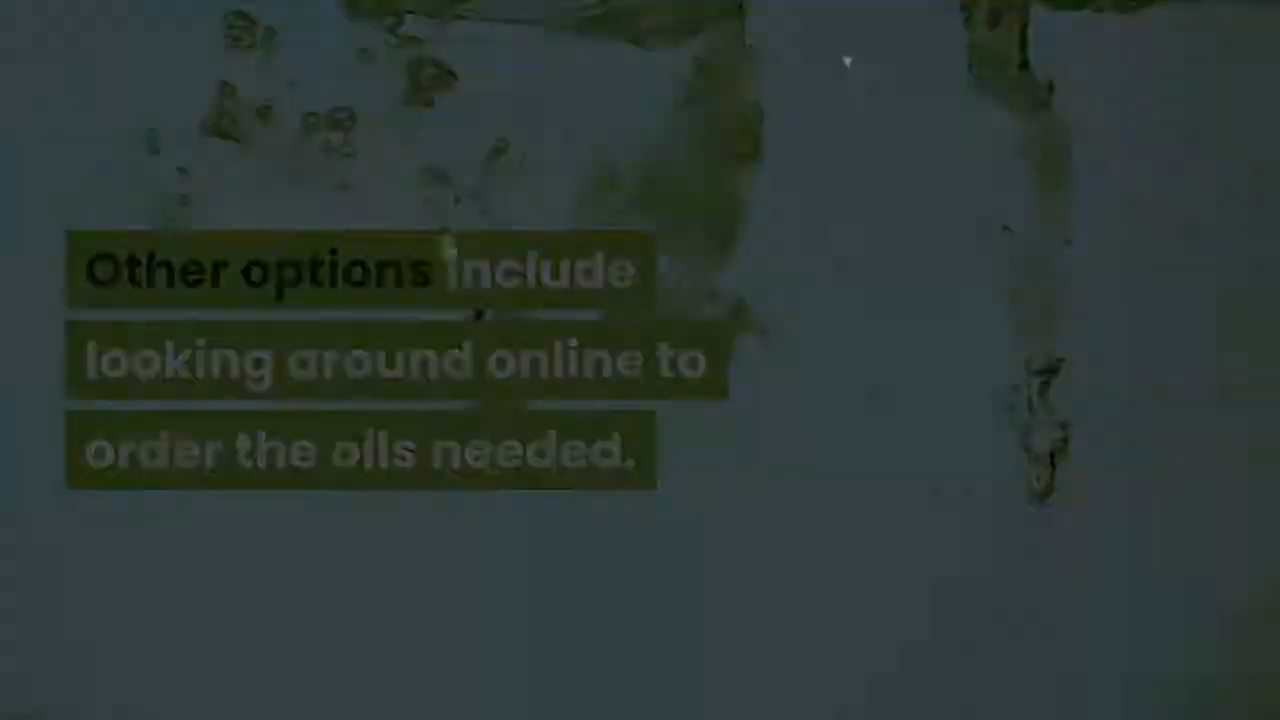 Other options include
looking around online to
order the oils needed.